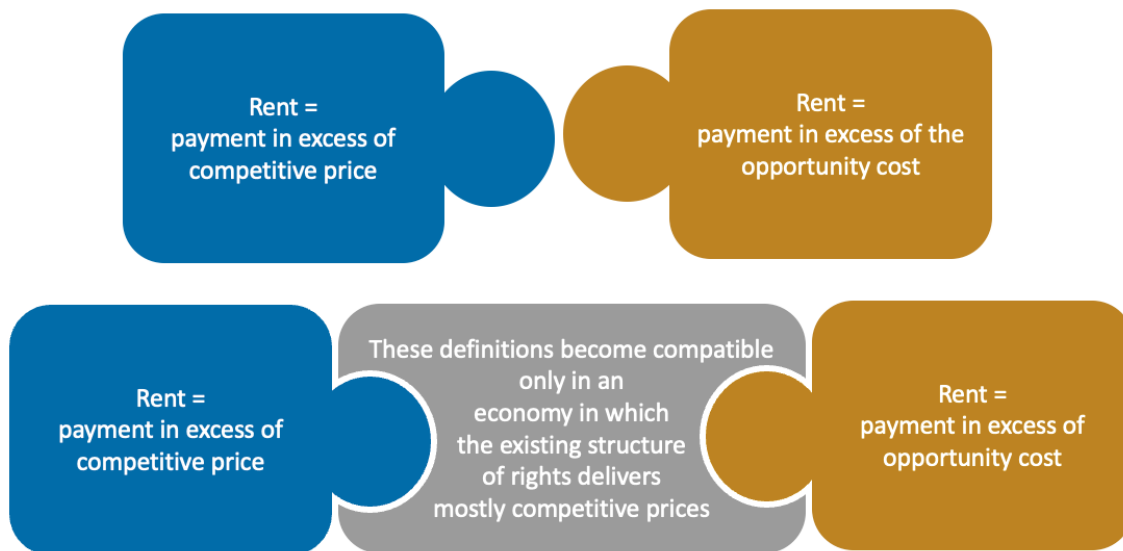 Rent =
payment in excess of
competitive price
Rent =
payment in excess of the
opportunity cost
Rent =
payment in excess of
competitive price
These definitions become compatible
only in an
economy in which
the existing structure
of rights delivers
mostly competitive prices
Rent =
payment in excess of
opportunity cost